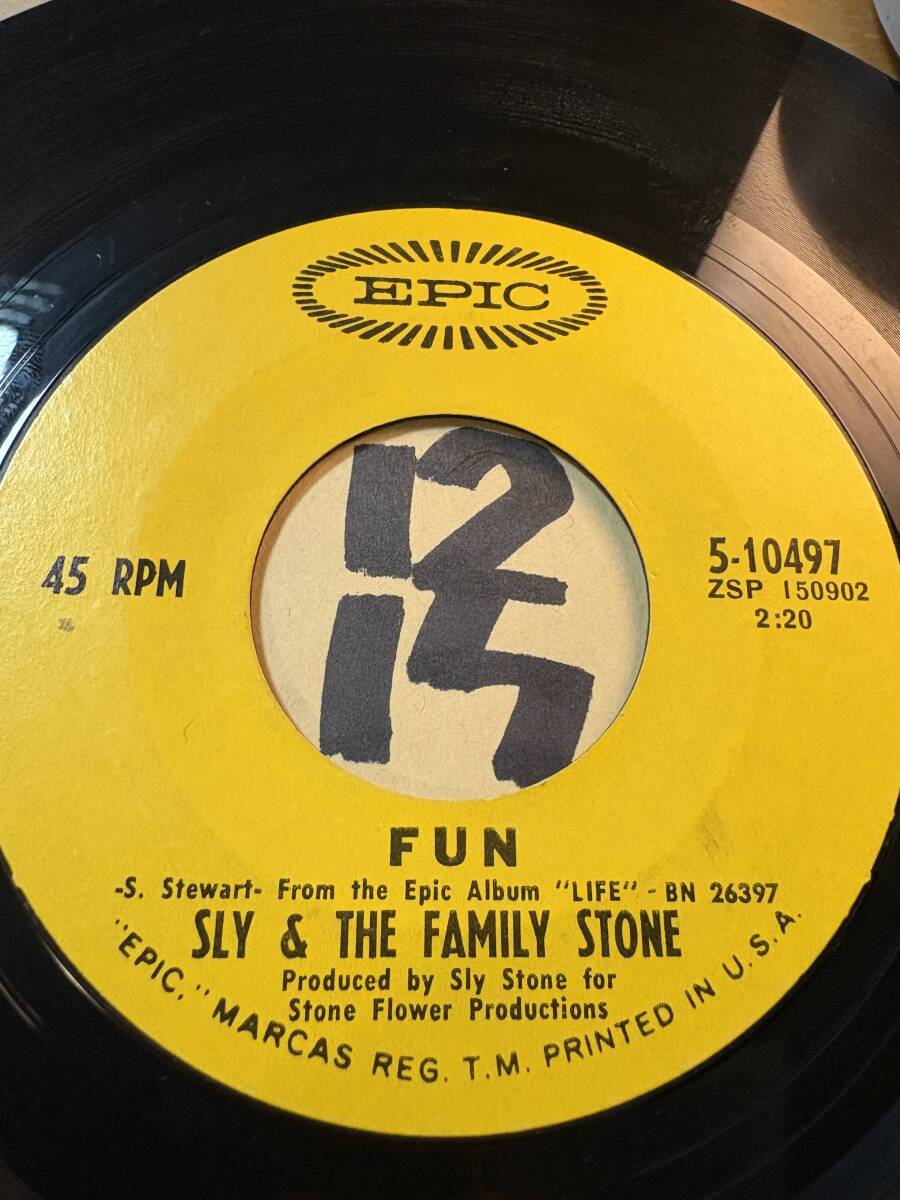 EPIC
12
15
45 RPM
5-10497
ZSP 150902
2:20
FUN
-S. Stewart- From the Epic Album "LIFE" - BN 26397
SLY & THE FAMILY STONE
Produced by Sly Stone for
Stone Flower Productions
"EPIC," MARCAS REG. T.M. PRINTED IN U.S.A.